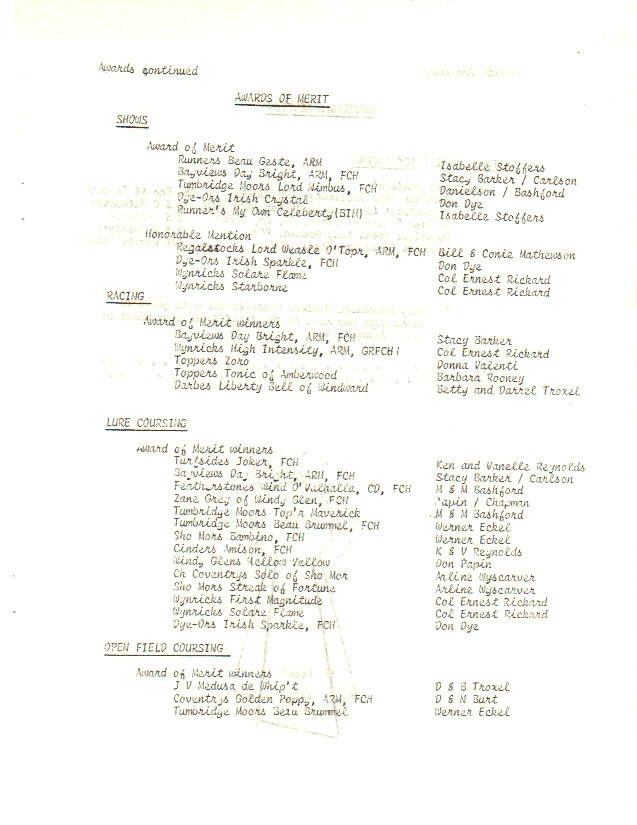 Awards continued
AWARDS OF MERIT
SHOWS
Award of Merit
Runners Beau Geste, ARM Isabelle Stoffers
Bayviews Day Bright, ARM, FCH Stacy Barker / Carlson
Tumbridge Moors Lord Nimbus, FCH Danielson / Bashford
Dye-Ors Irish Crystal Don Dye
Runner's My Own Celeberty(BIM) Isabelle Stoffers
Honorable Mention
Regalstocks Lord Weasle O'Topr, ARM, FCH Bill & Conie Mathewson
Dye-Ors Irish Sparkle, FCH Don Dye
Wynricks Solare Flame Col Ernest Rickard
Wynricks Starborne Col Ernest Rickard
RACING
Award of Merit winners
Bayviews Day Bright, ARM, FCH Stacy Barker
Wynricks High Intensity, ARM, GRFCH Col Ernest Rickard
Toppers Zoro Donna Valenti
Toppers Tonic of Amberwood Barbara Rooney
Darbes Liberty Bell of Windward Betty and Darrel Troxel
LURE COURSING
Award of Merit winners
Turfsides Joker, FCH Ken and Vanelle Reynolds
Bayviews Day Bright, ARM, FCH Stacy Barker / Carlson
Featherstones Wind O'Valhalla, CD, FCH M & M Bashford
Zane Grey of Windy Glen, FCH Papin / Chapman
Tumbridge Moors Top'r Maverick M & M Bashford
Tumbridge Moors Beau Brummel, FCH Werner Eckel
Sho Mors Bambino, FCH Werner Eckel
Cinders Amison, FCH K & V Reynolds
Windy Glens Mellow Yellow Don Papin
Ch Coventrys Solo of Sho Mor Arline Wyscarver
Sho Mors Streak of Fortune Arline Wyscarver
Wynricks First Magnitude Col Ernest Rickard
Wynricks Solare Flame Col Ernest Rickard
Dye-Ors Irish Sparkle, FCH Don Dye
OPEN FIELD COURSING
Award of Merit winners
J V Medusa de Whip't D & B Troxel
Coventrys Golden Poppy, ARM, FCH D & N Burt
Tumbridge Moors Beau Brummel Werner Eckel